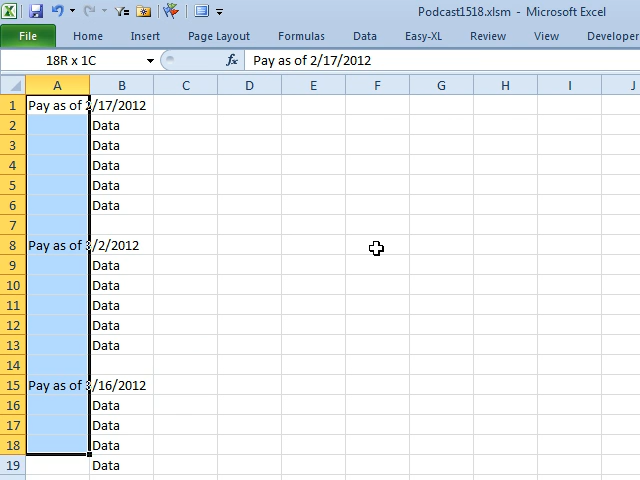 Podcast1518.xlsm - Microsoft Excel
File Home Insert Page Layout Formulas Data Easy-XL Review View Developer
18R x 1C fx Pay as of 2/17/2012
A B C D E F G H I J
1 Pay as of 2/17/2012
2 Data
3 Data
4 Data
5 Data
6 Data
7
8 Pay as of 3/2/2012
9 Data
10 Data
11 Data
12 Data
13 Data
14
15 Pay as of 3/16/2012
16 Data
17 Data
18 Data
19 Data